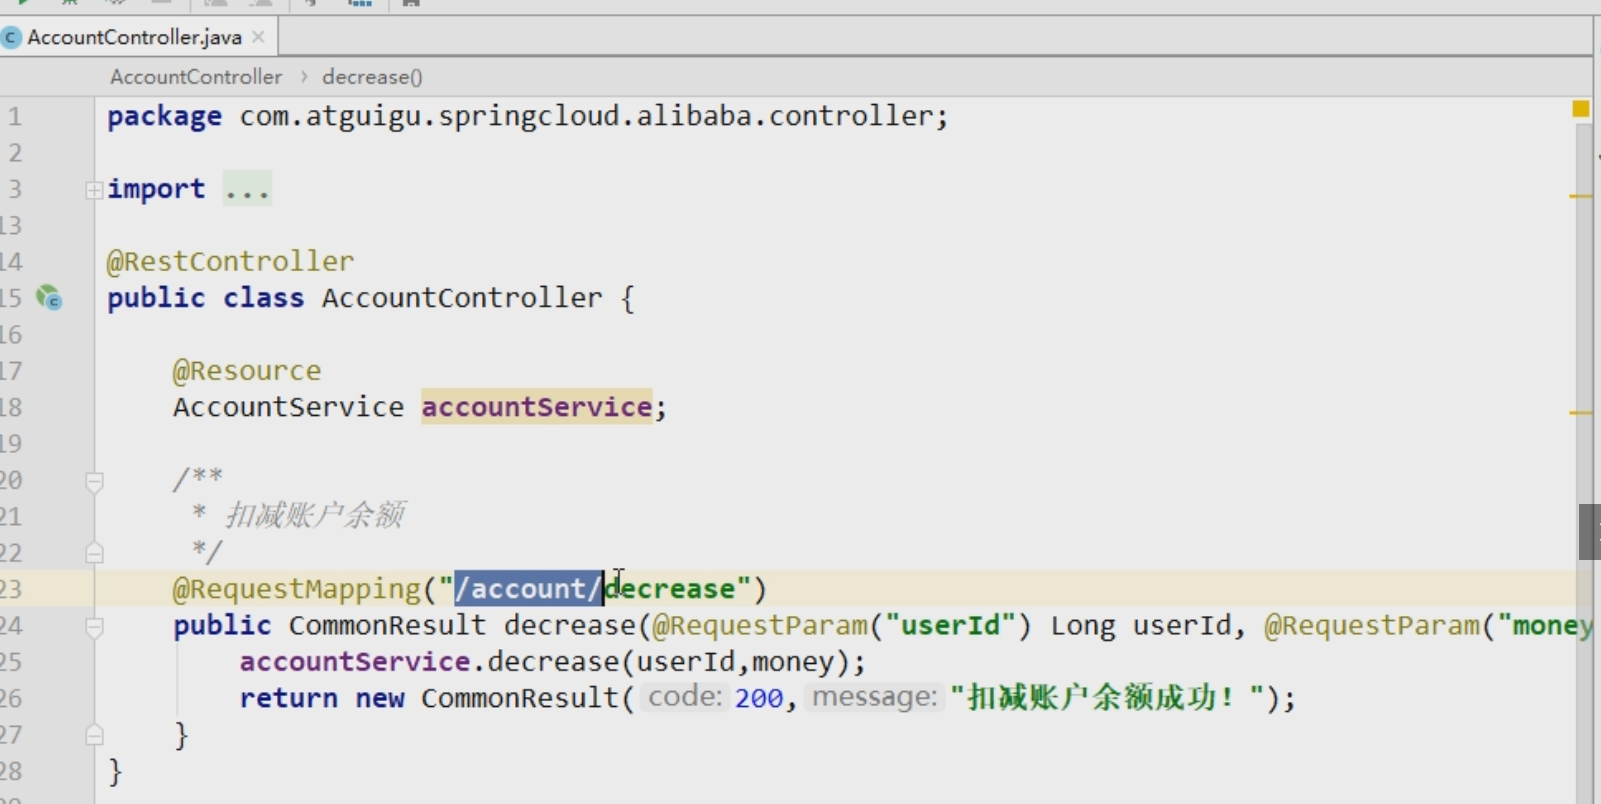 AccountController.java
AccountController > decrease()
1 package com.atguigu.springcloud.alibaba.controller;
2
3 import ...
13
14 @RestController
15 public class AccountController {
16
17 @Resource
18 AccountService accountService;
19
20 /**
21 * 扣减账户余额
22 */
23 @RequestMapping("/account/decrease")
24 public CommonResult decrease(@RequestParam("userId") Long userId, @RequestParam("money
25 accountService.decrease(userId,money);
26 return new CommonResult( code: 200, message: "扣减账户余额成功！");
27 }
28 }